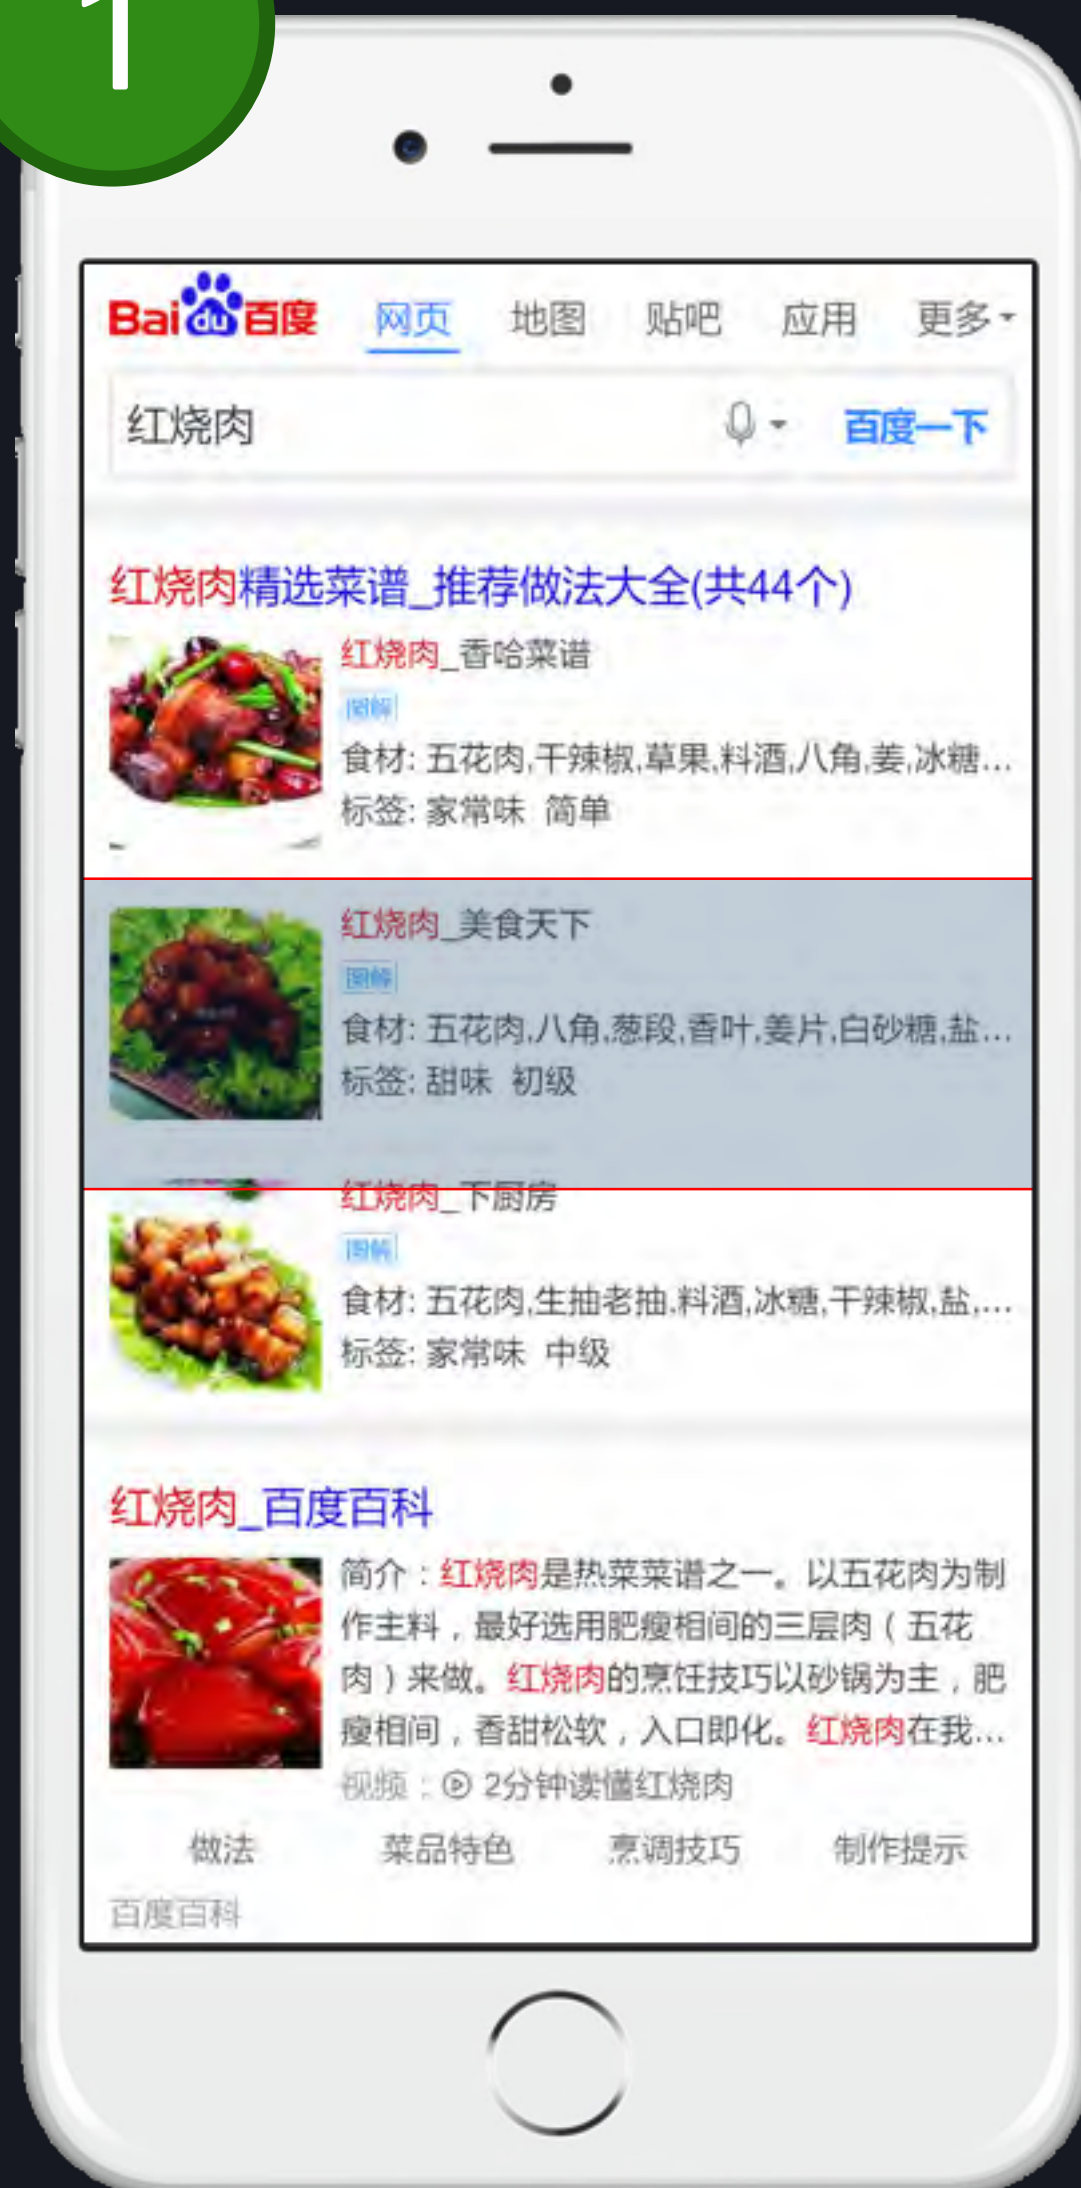 1
Bai du 百度 网页 地图 贴吧 应用 更多
红烧肉 百度一下
红烧肉精选菜谱_推荐做法大全(共44个)
红烧肉_香哈菜谱
图解
食材: 五花肉,干辣椒,草果,料酒,八角,姜,冰糖...
标签: 家常味 简单
红烧肉_美食天下
图解
食材: 五花肉,八角,葱段,香叶,姜片,白砂糖,盐...
标签: 甜味 初级
红烧肉_下厨房
图解
食材: 五花肉,生抽老抽,料酒,冰糖,干辣椒,盐,...
标签: 家常味 中级
红烧肉_百度百科
简介：红烧肉是热菜菜谱之一。以五花肉为制
作主料，最好选用肥瘦相间的三层肉（五花
肉）来做。红烧肉的烹饪技巧以砂锅为主，肥
瘦相间，香甜松软，入口即化。红烧肉在我...
视频：2分钟读懂红烧肉
做法 菜品特色 烹调技巧 制作提示
百度百科